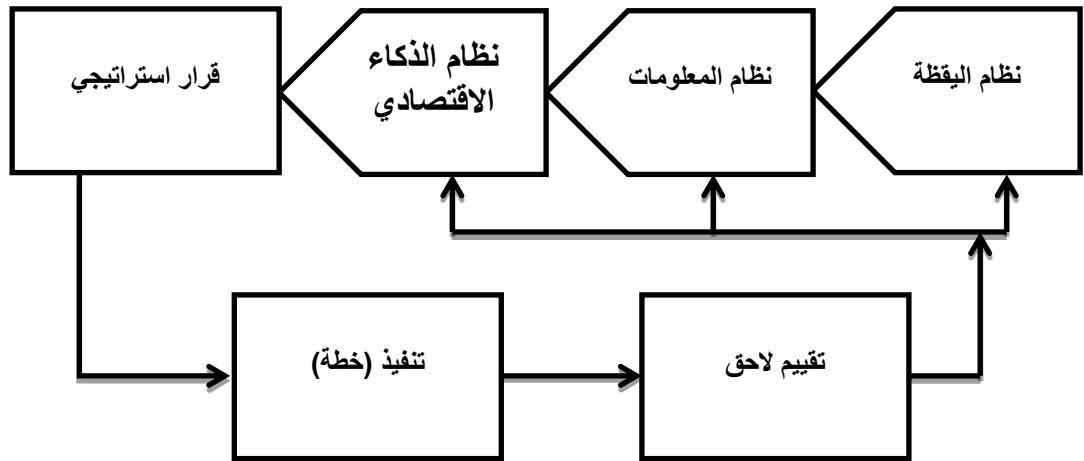 نظام اليقظة
نظام المعلومات
نظام الذكاء
الاقتصادي
قرار استراتيجي
تنفيذ (خطة)
تقييم لاحق